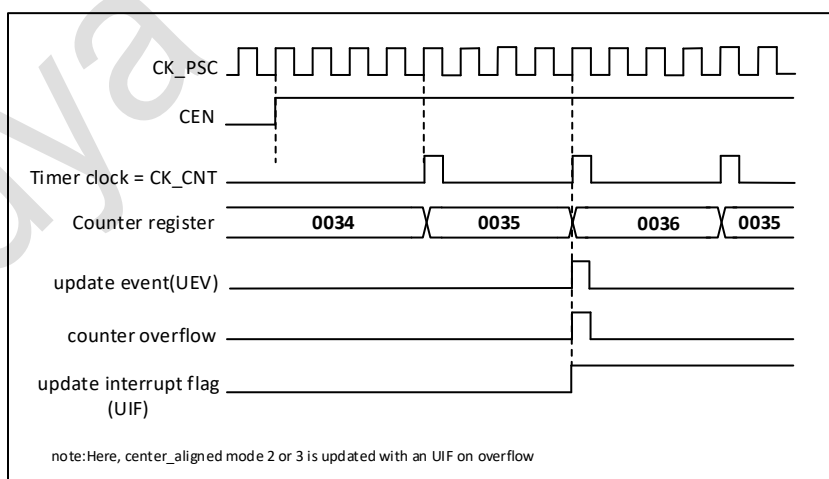 CK_PSC
CEN
Timer clock = CK_CNT
Counter register 0034 0035 0036 0035
update event(UEV)
counter overflow
update interrupt flag
(UIF)
note:Here, center_aligned mode 2 or 3 is updated with an UIF on overflow